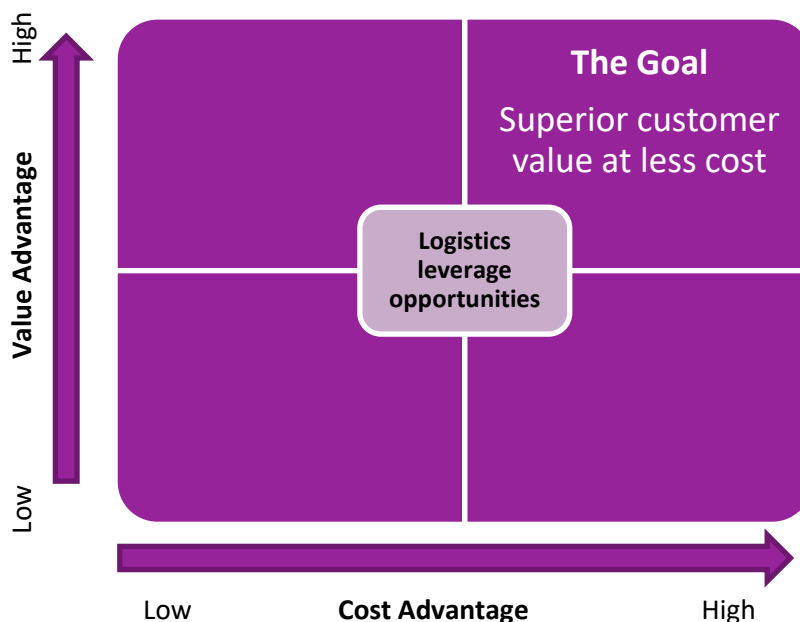 High
The Goal
Superior customer
value at less cost
Value Advantage
Logistics
leverage
opportunities
Low
Low
Cost Advantage
High